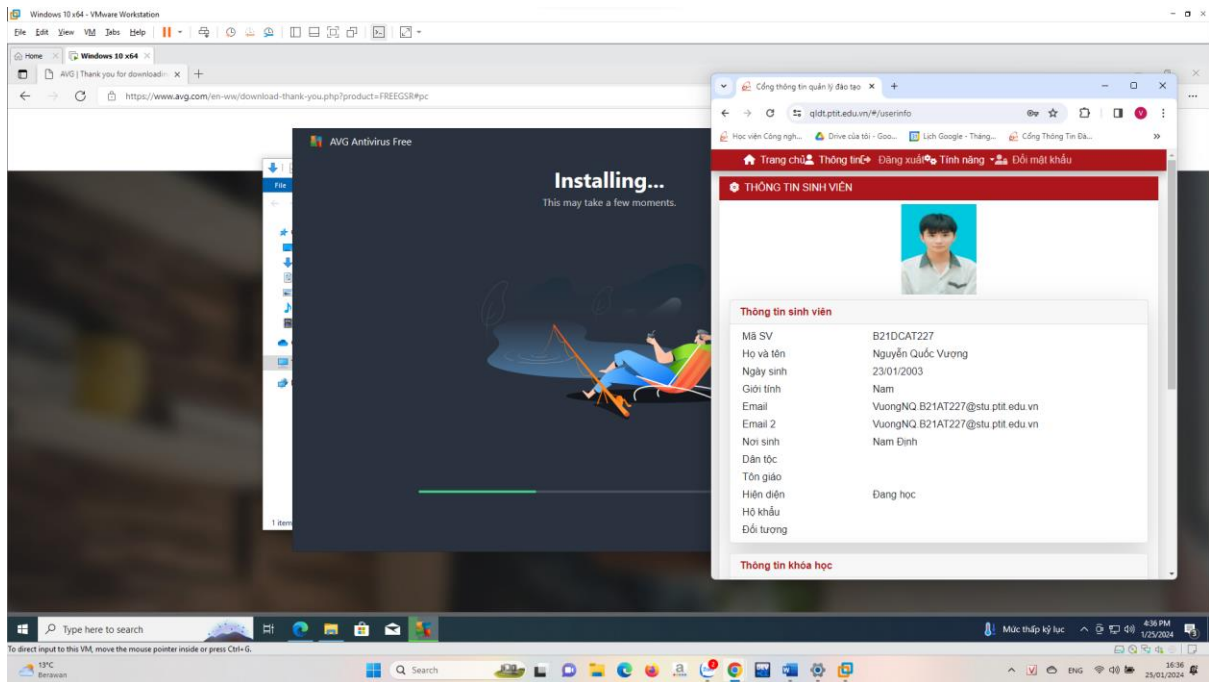 Windows 10 x64 - VMware Workstation
File Edit View VM Tabs Help
Home Windows 10 x64
AVG | Thank you for downloadin
https://www.avg.com/en-ww/download-thank-you.php?product=FREEGSR#pc
AVG Antivirus Free
File
Installing...
This may take a few moments.
1 item
Cổng thông tin quản lý đào tạo
qldt.ptit.edu.vn/#/userinfo
Học viện Công ngh... Drive của tôi - Goo... Lịch Google - Tháng... Cổng Thông Tin Đà...
Trang chủ Thông tin Đăng xuất Tính năng Đổi mật khẩu
THÔNG TIN SINH VIÊN
Thông tin sinh viên
Mã SV B21DCAT227
Họ và tên Nguyễn Quốc Vượng
Ngày sinh 23/01/2003
Giới tính Nam
Email VuongNQ.B21AT227@stu.ptit.edu.vn
Email 2 VuongNQ.B21AT227@stu.ptit.edu.vn
Nơi sinh Nam Định
Dân tộc
Tôn giáo
Hiện diện Đang học
Hộ khẩu
Đối tượng
Thông tin khóa học
Type here to search
Mức thấp kỷ lục
4:36 PM
1/25/2024
To direct input to this VM, move the mouse pointer inside or press Ctrl+G.
13°C
Berawan
Search
ENG
16:36
25/01/2024